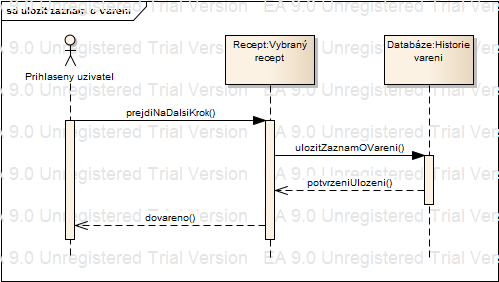 sd ulozit zaznam o vareni
EA 9.0 Unregistered Trial Version
Prihlaseny uzivatel
Recept:Vybraný
recept
Databáze:Historie
vareni
prejdiNaDalsiKrok()
ulozitZaznamOVareni()
potvrzeniUlozeni()
dovareno()